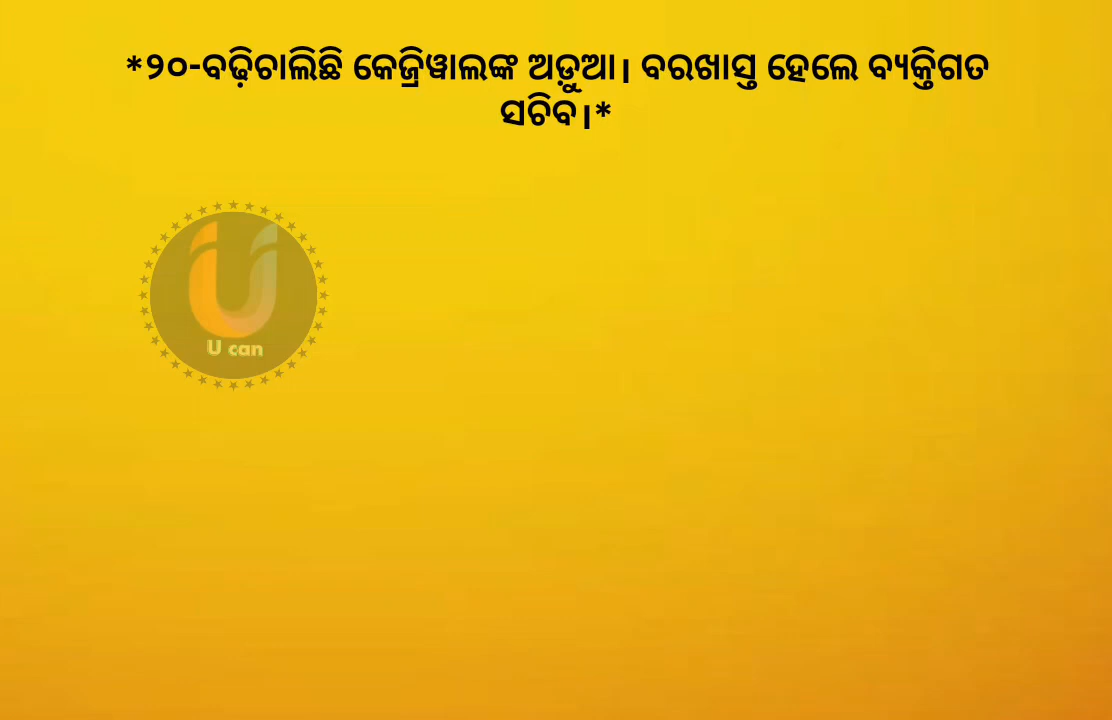 *୨୦-ବଢ଼ିଚାଲିଛି କେଜ୍ରିୱାଲଙ୍କ ଅଡ଼ୁଆ। ବରଖାସ୍ତ ହେଲେ ବ୍ୟକ୍ତିଗତ
ସଚିବ।*
U can